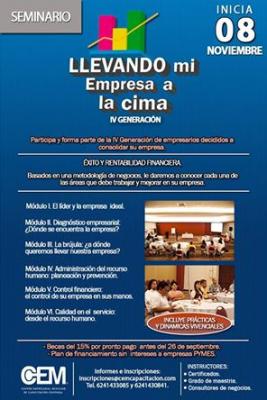 SEMINARIO
INICIA
08
NOVIEMBRE
LLEVANDO mi
Empresa a
la cima
IV GENERACIÓN
Participa y forma parte de la IV Generación de empresarios decididos a
consolidar su empresa.
ÉXITO Y RENTABILIDAD FINANCIERA.
Basados en una metodología de negocios, le daremos a conocer cada una de
las áreas que debe trabajar y mejorar en su empresa.
Módulo I. El líder y la empresa ideal.
Módulo II. Diagnóstico empresarial:
¿Dónde se encuentra la empresa?
Módulo III. La brújula: ¿a dónde
queremos llevar nuestra empresa?
Módulo IV. Administración del recurso
humano: planeación y prevención.
Módulo V. Control financiero:
el control de su empresa en sus manos.
Módulo VI. Calidad en el servicio:
desde el recurso humano.
INCLUYE PRÁCTICAS
Y DINAMICAS VIVENCIALES
- Becas del 15% por pronto pago antes del 26 de septiembre.
- Plan de financiamiento sin intereses a empresas PYMES.
CCEM
Informes e inscripciones:
inscripciones@cemcapacitacion.com
Tel. 6241433085 y 6241430841.
INSTRUCTORES:
• Certificados.
• Grado de maestría.
• Consultores de negocios.